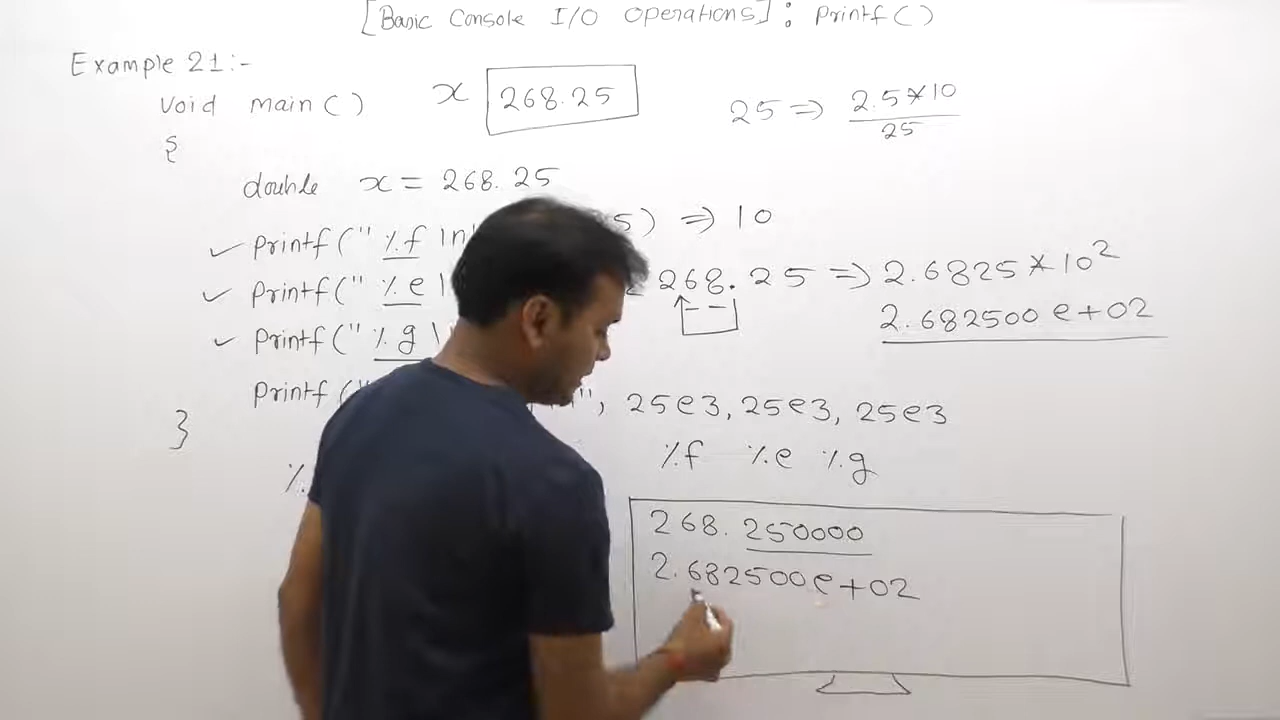 [Basic Console I/O Operations] : Printf()
Example 21:-
void main()
x 268.25
25 ⇒ 2.5*10
25
{
double x = 268.25
✓ Printf(" %f \n 5) ⇒ 10
✓ Printf(" %e \ 268.25 ⇒ 2.6825*10²
2.682500e+02
✓ Printf(" %g \
Printf(" ", 25e3, 25e3, 25e3
}
%f %e %g
%.
268.250000
2.682500e+02